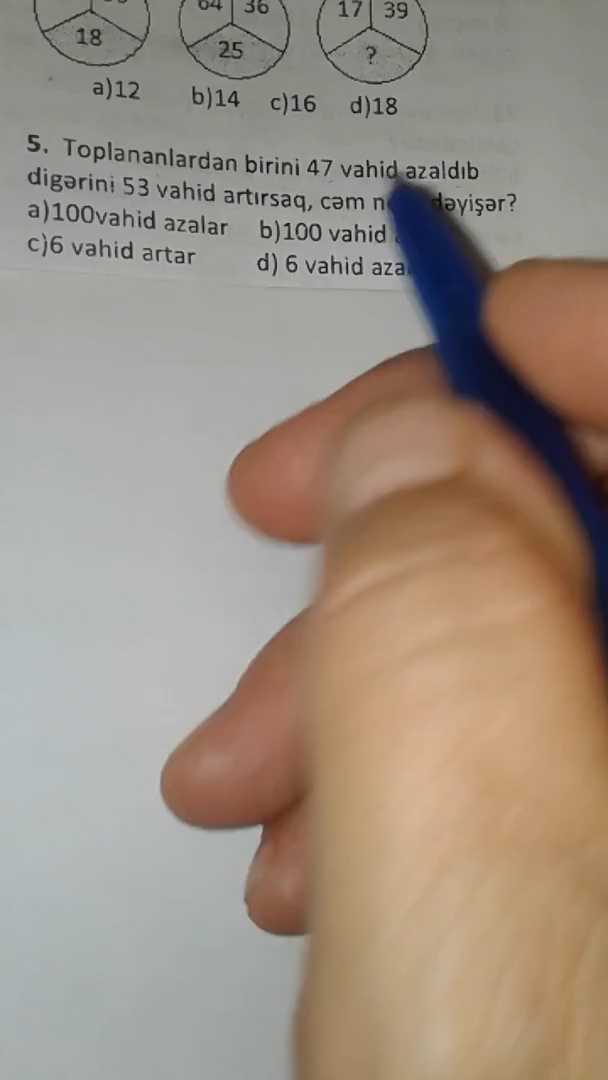 18
64 36
25
17 39
?
a)12 b)14 c)16 d)18
5. Toplananlardan birini 47 vahid azaldıb
digərini 53 vahid artırsaq, cəm dəyişər?
a)100vahid azalar b)100 vahid
c)6 vahid artar d) 6 vahid